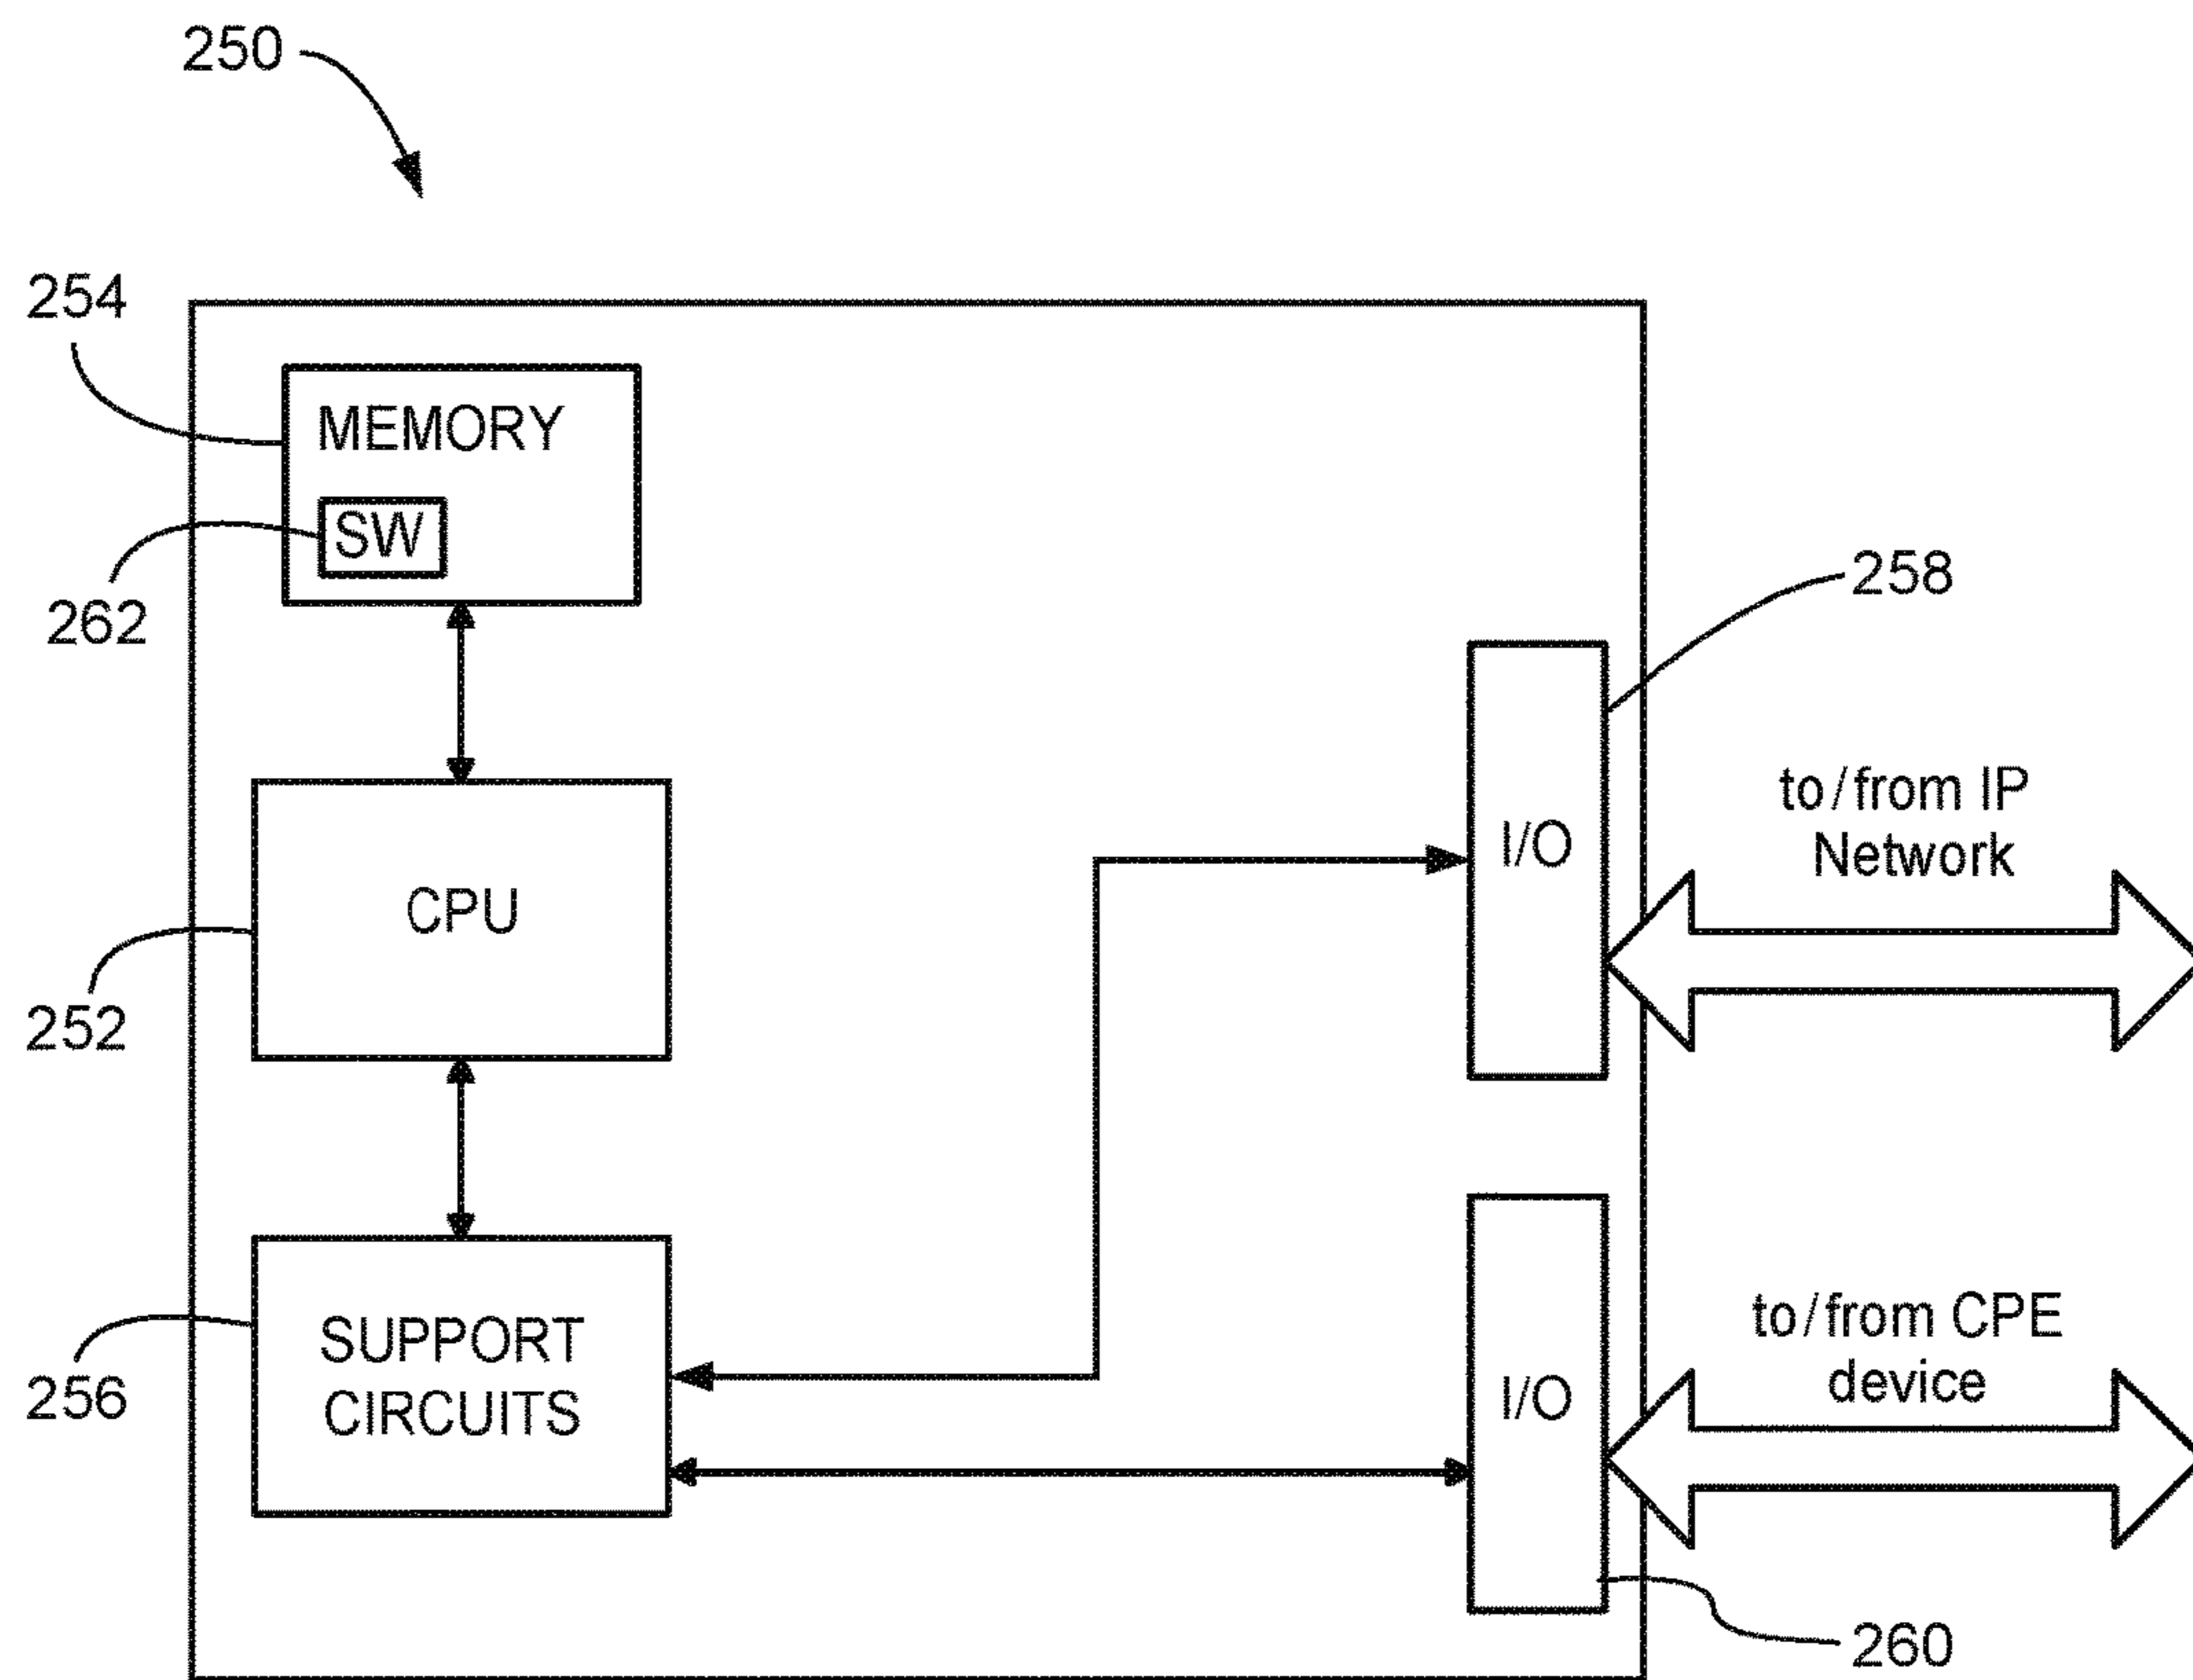 250
254
MEMORY
SW
262
258
to/from IP
Network
I/O
CPU
252
to/from CPE
device
I/O
SUPPORT
CIRCUITS
256
260